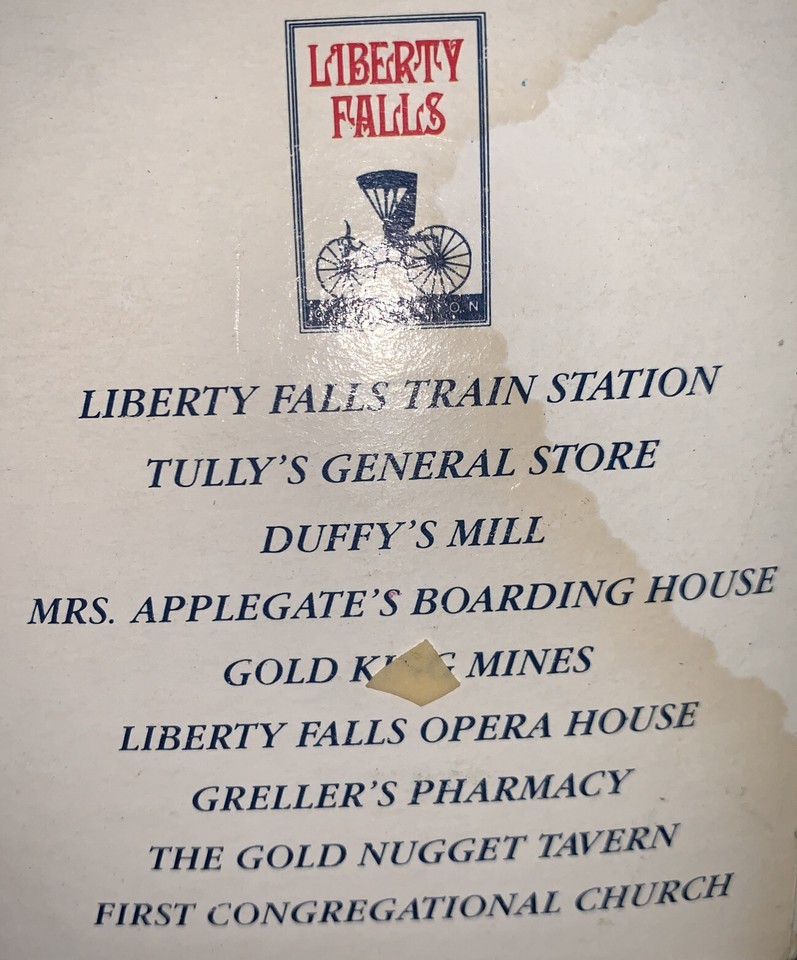 LIBERTY
FALLS
LIBERTY FALLS TRAIN STATION
TULLY'S GENERAL STORE
DUFFY'S MILL
MRS. APPLEGATE'S BOARDING HOUSE
GOLD MINES
LIBERTY FALLS OPERA HOUSE
GRELLER'S PHARMACY
THE GOLD NUGGET TAVERN
FIRST CONGREGATIONAL CHURCH